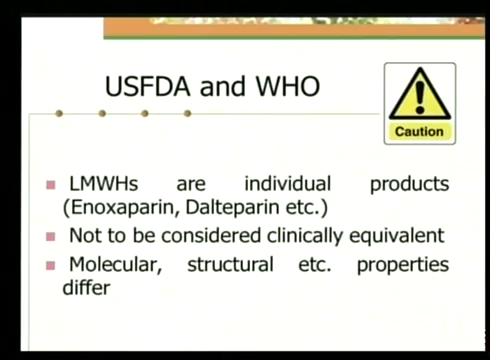 USFDA and WHO
Caution
LMWHs are individual products
(Enoxaparin, Dalteparin etc.)
Not to be considered clinically equivalent
Molecular, structural etc. properties
differ